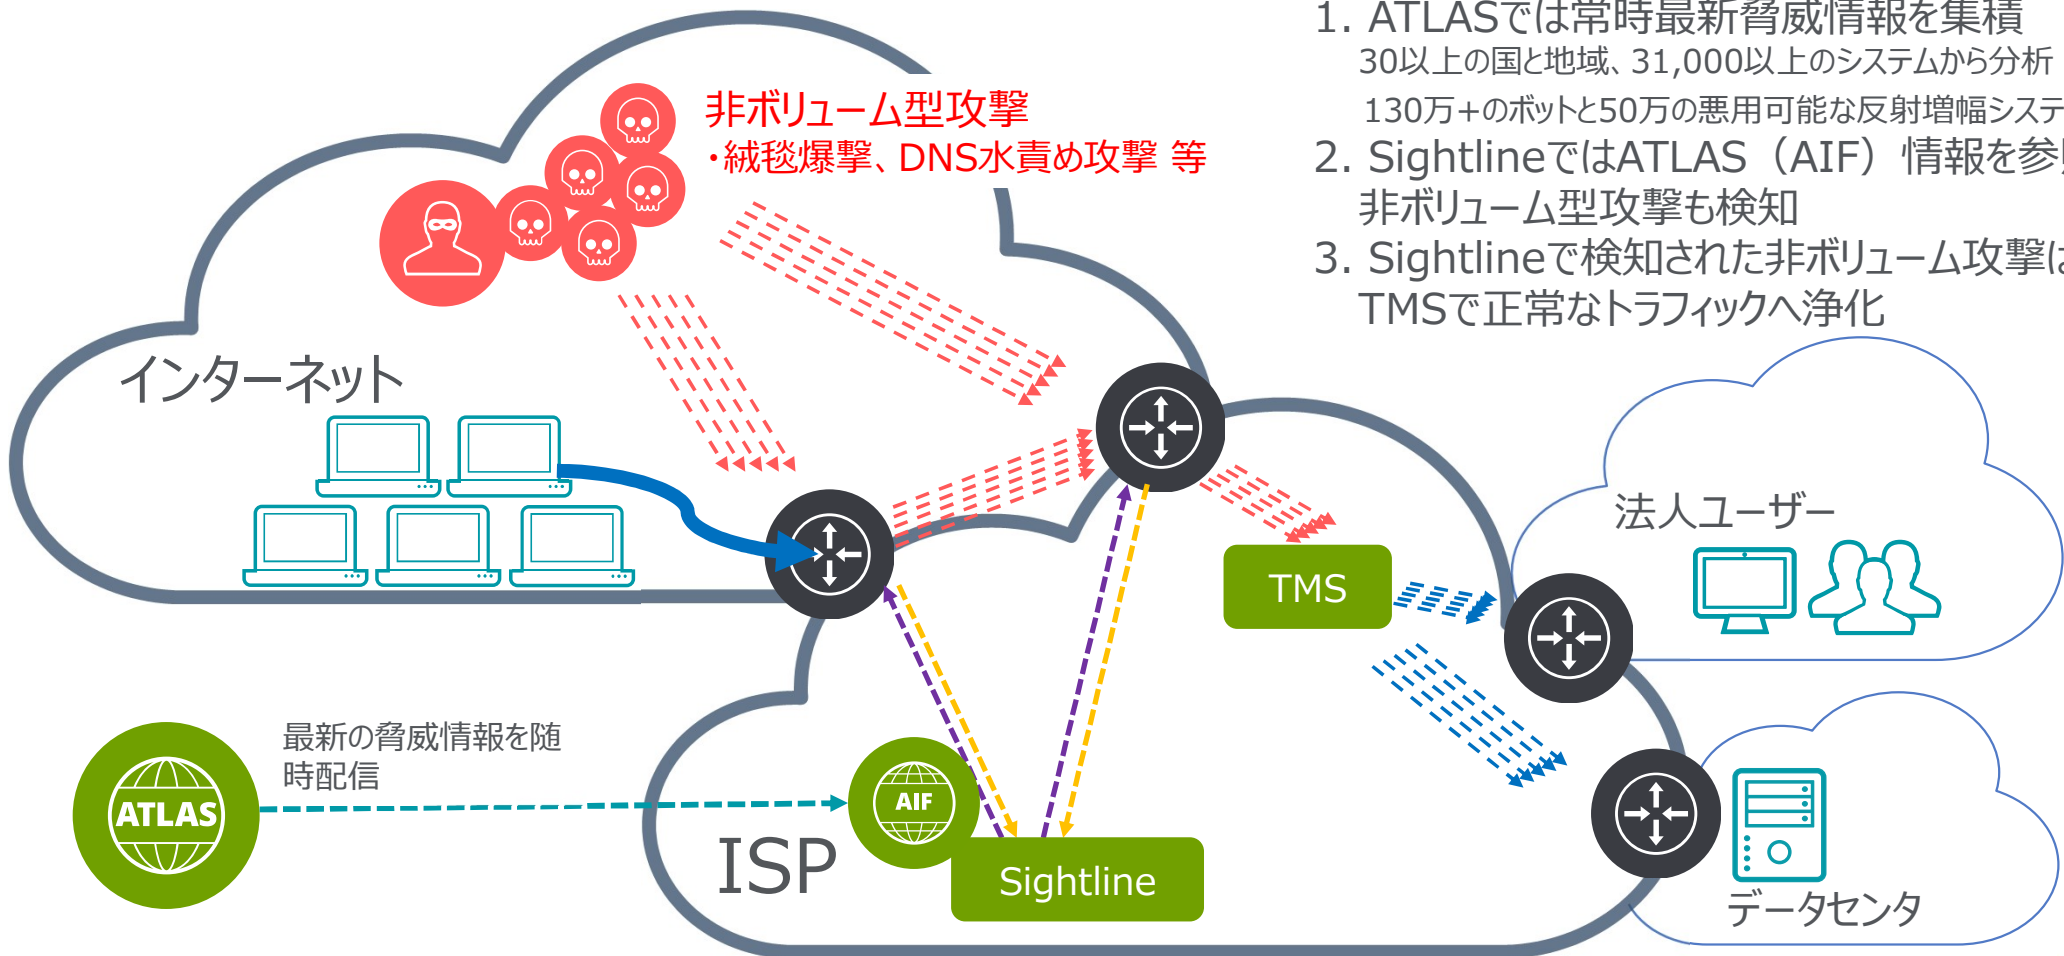 1. ATLASでは常時最新脅威情報を集積
30以上の国と地域、31,000以上のシステムから分析
130万+のボットと50万の悪用可能な反射増幅システ
2. SightlineではATLAS（AIF）情報を参
非ボリューム型攻撃も検知
3. Sightlineで検知された非ボリューム攻撃は
TMSで正常なトラフィックへ浄化
非ボリューム型攻撃
・絨毯爆撃、DNS水責め攻撃 等
インターネット
法人ユーザー
TMS
最新の脅威情報を随
時配信
ATLAS
AIF
ISP
Sightline
データセンタ